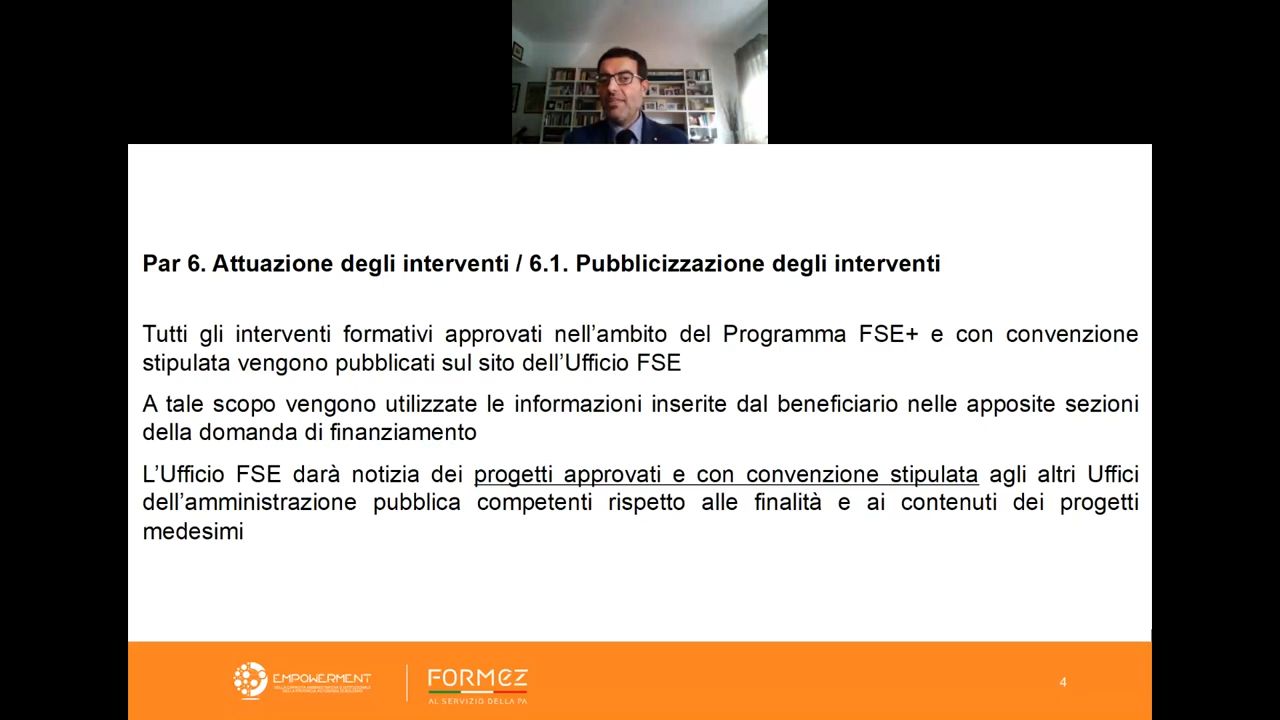 Par 6. Attuazione degli interventi / 6.1. Pubblicizzazione degli interventi
Tutti gli interventi formativi approvati nell’ambito del Programma FSE+ e con convenzione
stipulata vengono pubblicati sul sito dell’Ufficio FSE
A tale scopo vengono utilizzate le informazioni inserite dal beneficiario nelle apposite sezioni
della domanda di finanziamento
L’Ufficio FSE darà notizia dei progetti approvati e con convenzione stipulata agli altri Uffici
dell’amministrazione pubblica competenti rispetto alle finalità e ai contenuti dei progetti
medesimi
EMPOWERMENT
FORMEZ
AL SERVIZIO DELLA PA
4